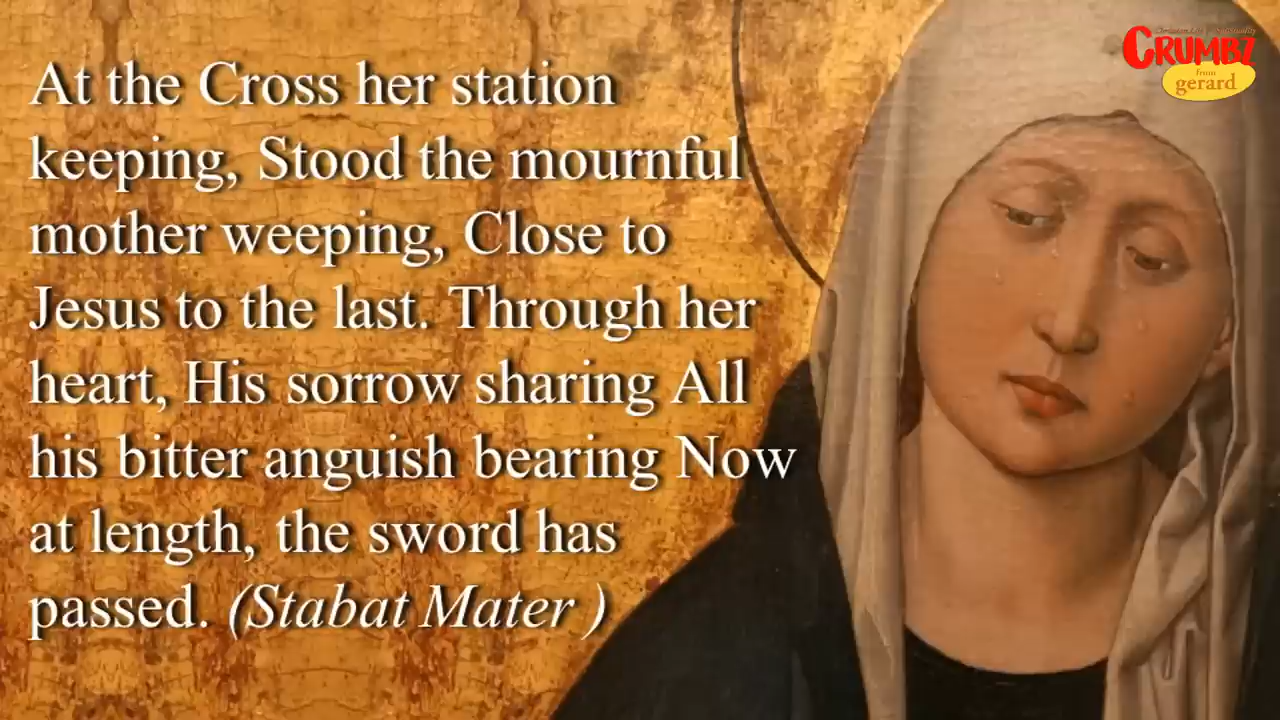 At the Cross her station
keeping, Stood the mournful
mother weeping, Close to
Jesus to the last. Through her
heart, His sorrow sharing All
his bitter anguish bearing Now
at length, the sword has
passed. (Stabat Mater )
CRUMBZ
from
gerard